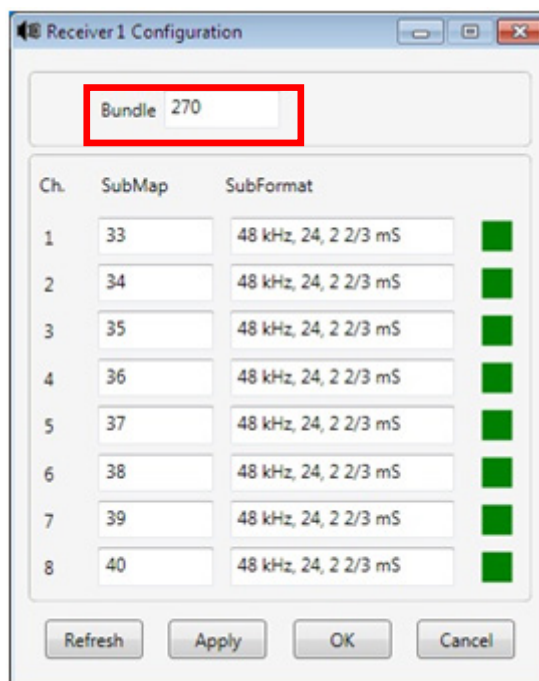 Receiver 1 Configuration
Bundle 270
Ch. SubMap SubFormat
1 33 48 kHz, 24, 2 2/3 mS
2 34 48 kHz, 24, 2 2/3 mS
3 35 48 kHz, 24, 2 2/3 mS
4 36 48 kHz, 24, 2 2/3 mS
5 37 48 kHz, 24, 2 2/3 mS
6 38 48 kHz, 24, 2 2/3 mS
7 39 48 kHz, 24, 2 2/3 mS
8 40 48 kHz, 24, 2 2/3 mS
Refresh Apply OK Cancel